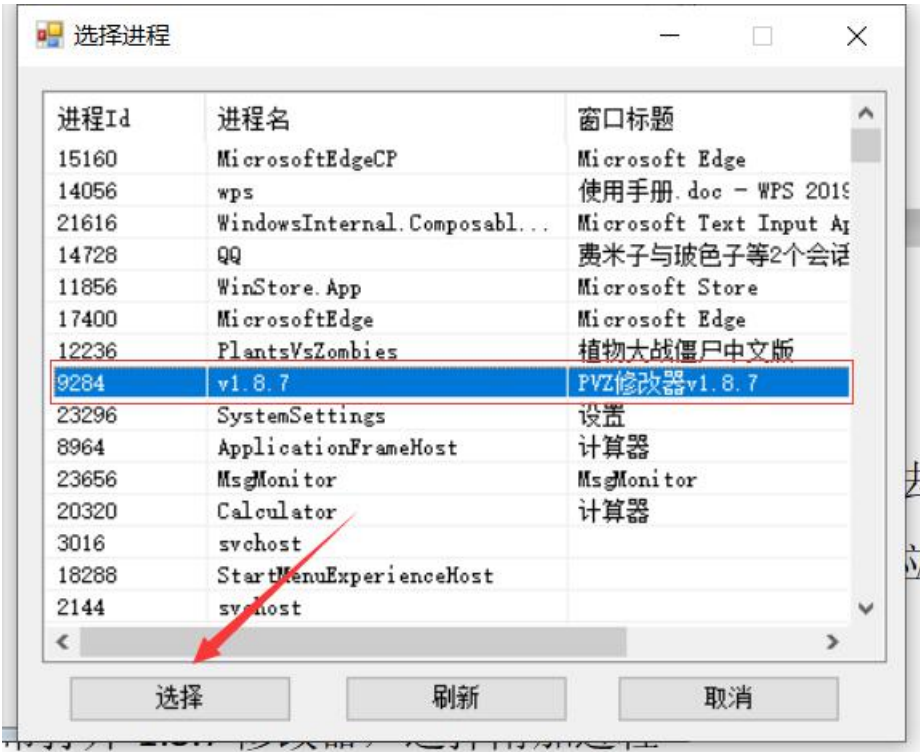 选择进程
进程Id 进程名 窗口标题
15160 MicrosoftEdgeCP Microsoft Edge
14056 wps 使用手册.doc - WPS 2019
21616 WindowsInternal.Composabl... Microsoft Text Input Ap
14728 QQ 费米子与玻色子等2个会话
11856 WinStore.App Microsoft Store
17400 MicrosoftEdge Microsoft Edge
12236 PlantsVsZombies 植物大战僵尸中文版
9284 v1.8.7 PVZ修改器v1.8.7
23296 SystemSettings 设置
8964 ApplicationFrameHost 计算器
23656 MsgMonitor MsgMonitor
20320 Calculator 计算器
3016 svchost
18288 StartMenuExperienceHost
2144 svchost
选择 刷新 取消